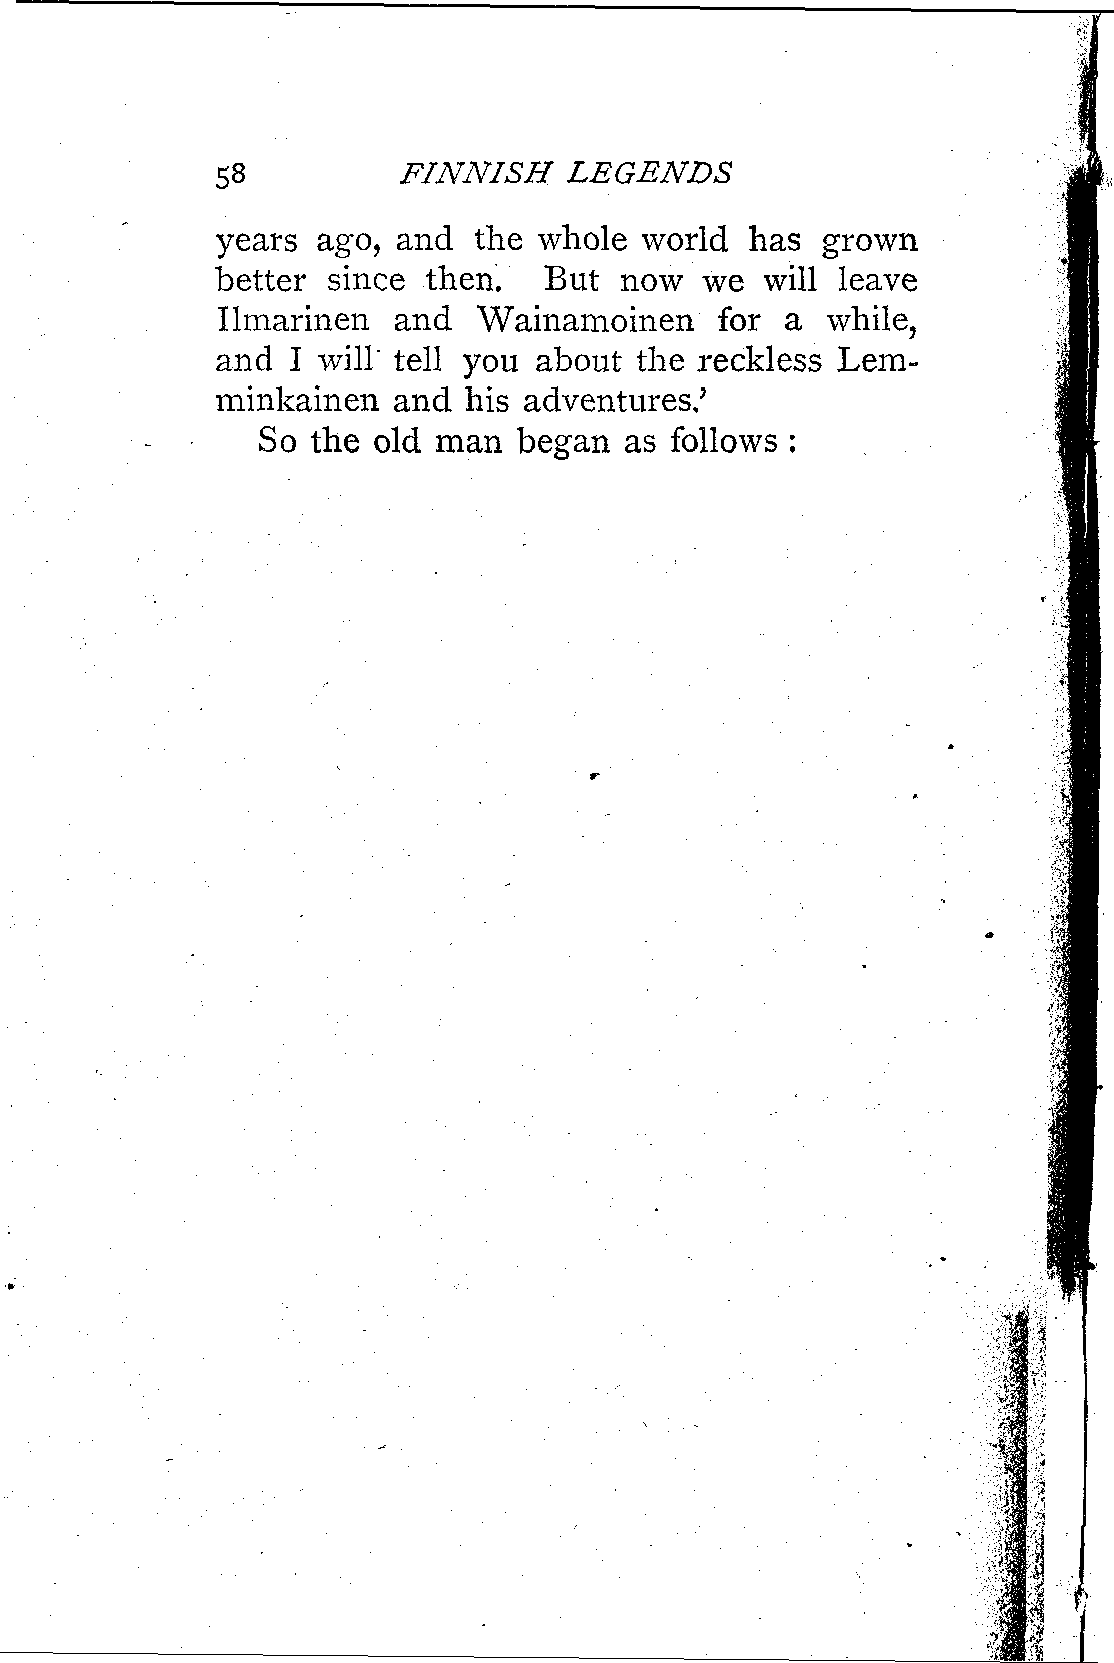 58 FINNISH LEGENDS
years ago, and the whole world has grown
better since then. But now we will leave
Ilmarinen and Wainamoinen for a while,
and I will tell you about the reckless Lem-
minkainen and his adventures.’
So the old man began as follows :